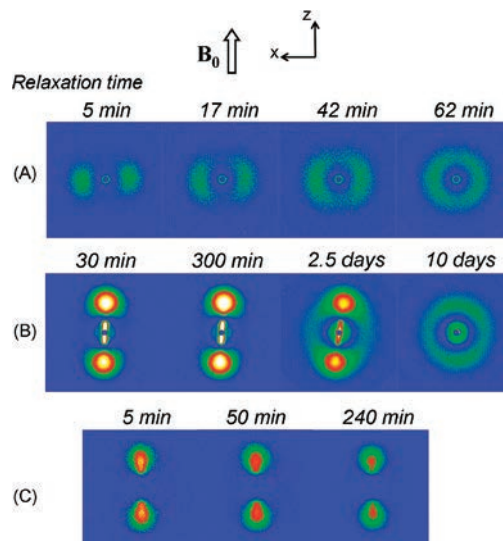 z
B0
x
Relaxation time
5 min 17 min 42 min 62 min
(A)
30 min 300 min 2.5 days 10 days
(B)
5 min 50 min 240 min
(C)